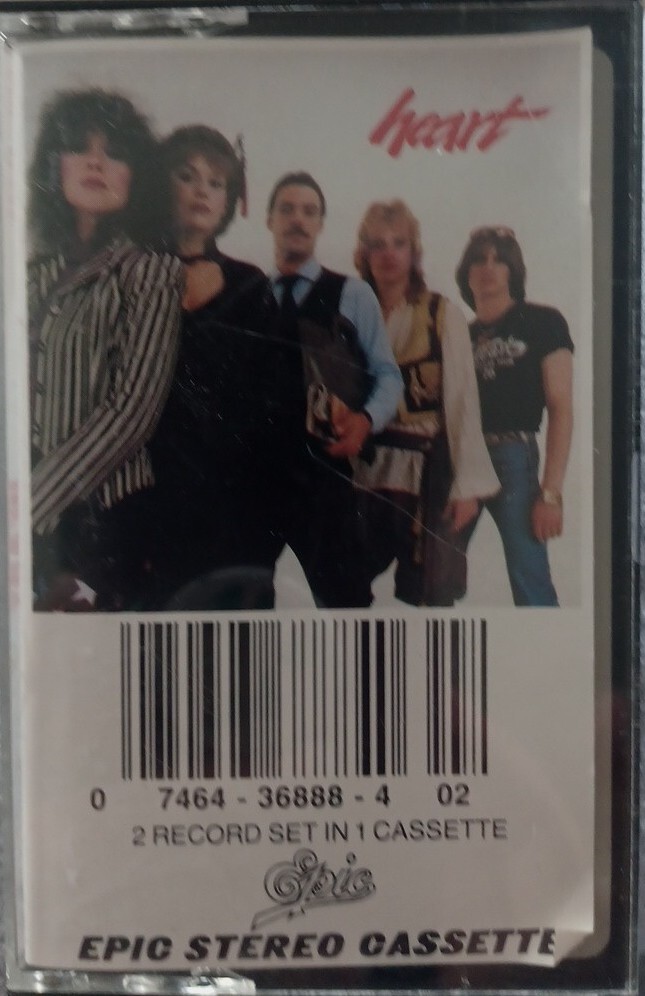 heart
0 7464 - 36888 - 4 02
2 RECORD SET IN 1 CASSETTE
Epic
EPIC STEREO CASSETTE